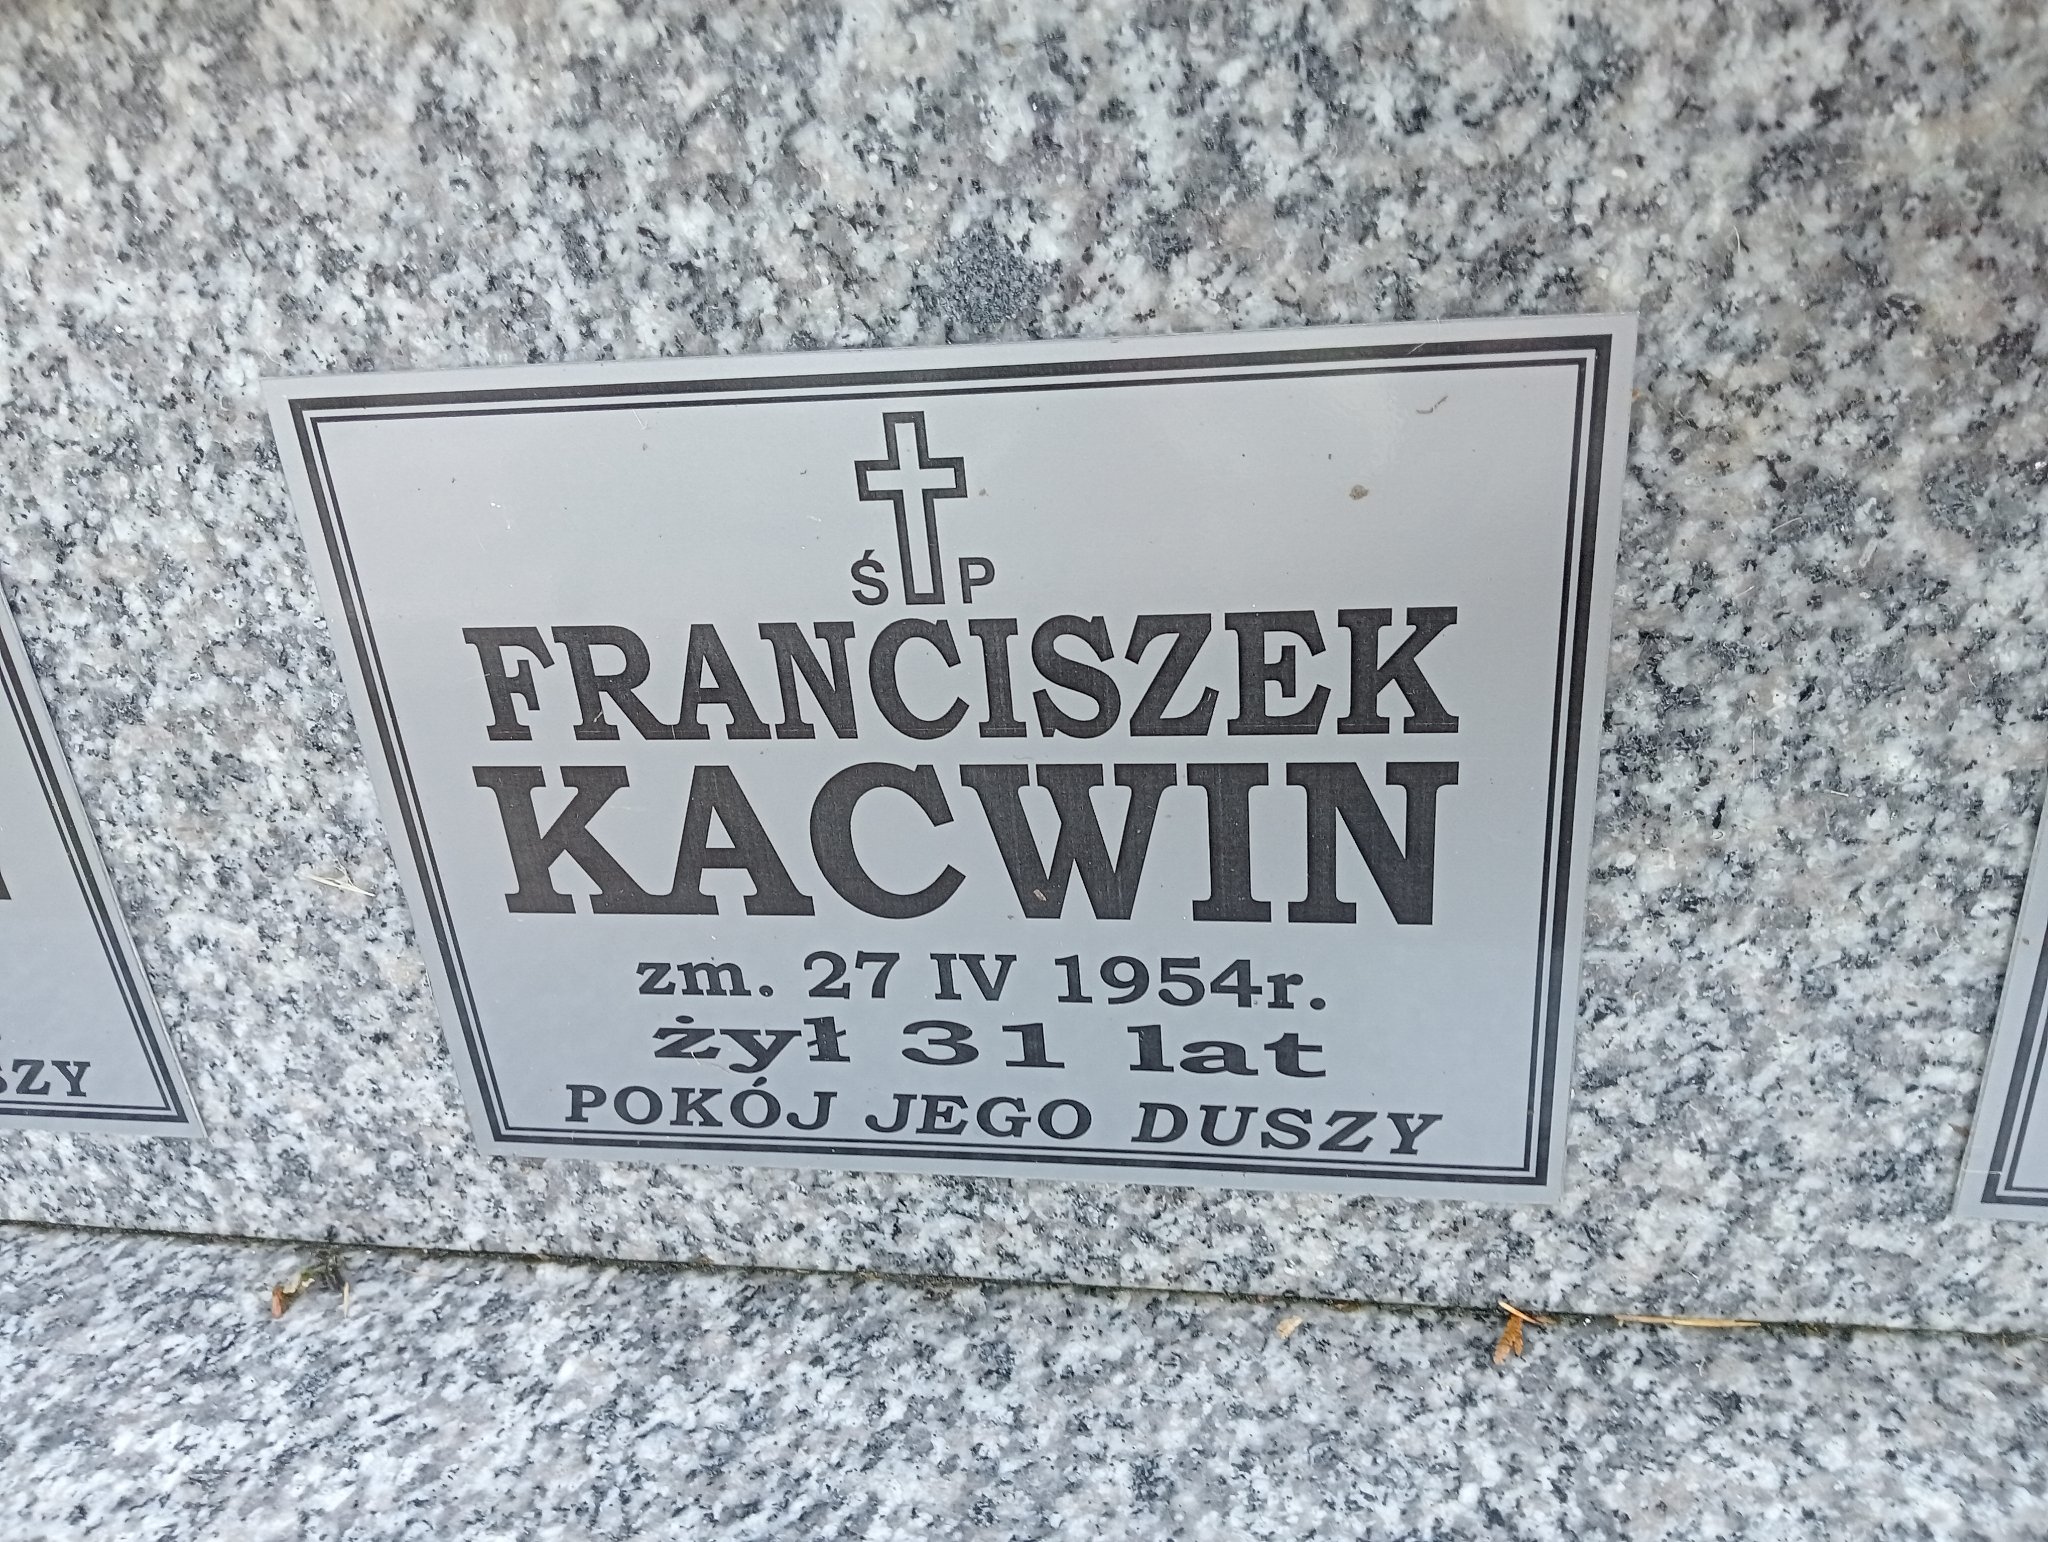 Ś P
FRANCISZEK
KACWIN
zm. 27 IV 1954r.
żył 31 lat
POKÓJ JEGO DUSZY